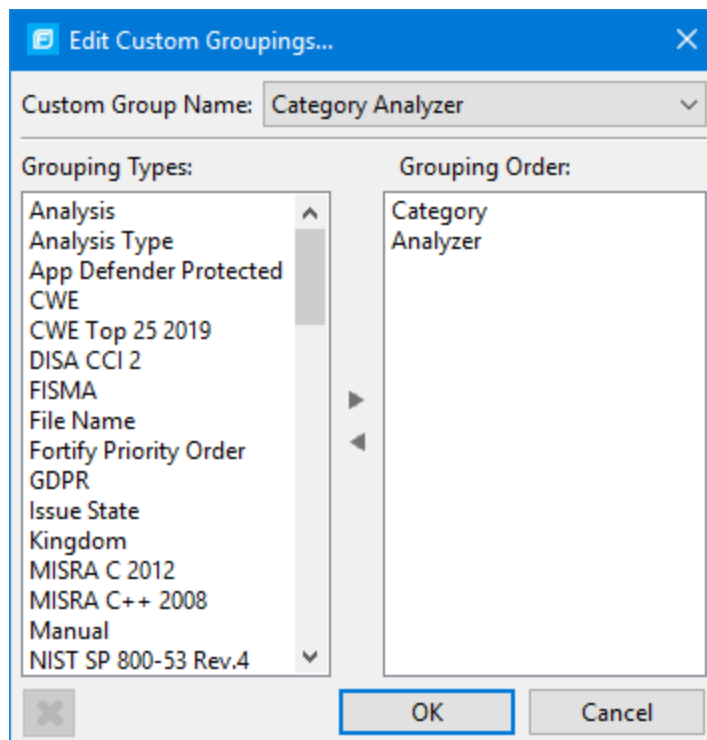 Edit Custom Groupings...
Custom Group Name: Category Analyzer
Grouping Types:
Grouping Order:
Analysis
Analysis Type
App Defender Protected
CWE
CWE Top 25 2019
DISA CCI 2
FISMA
File Name
Fortify Priority Order
GDPR
Issue State
Kingdom
MISRA C 2012
MISRA C++ 2008
Manual
NIST SP 800-53 Rev.4
Category
Analyzer
OK
Cancel